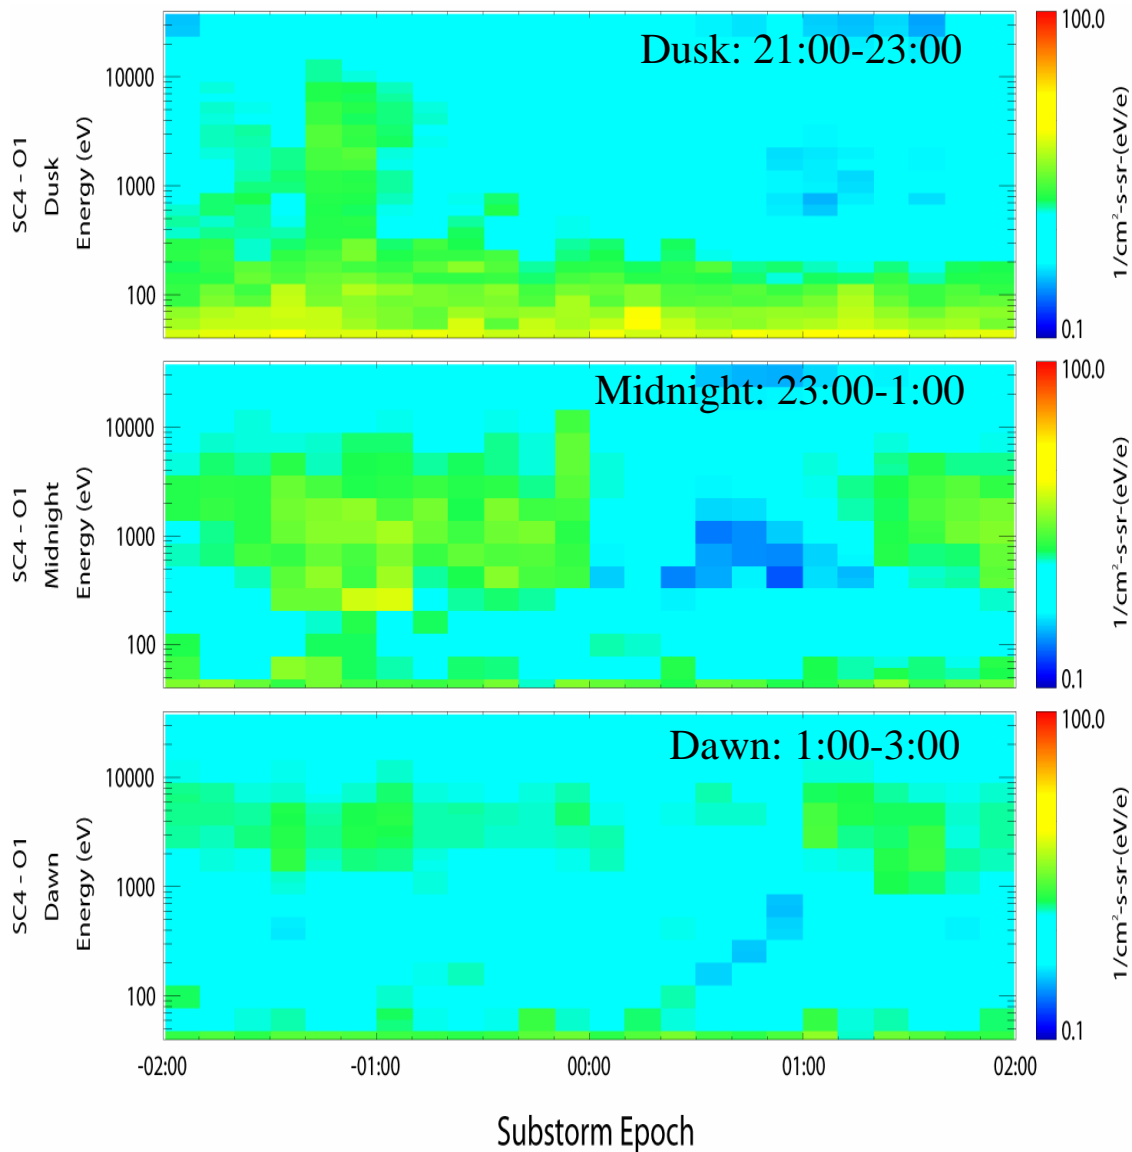 Dusk: 21:00-23:00
SC4 - O1
Dusk
Energy (eV)
10000
1000
100
100.0
0.1
1/cm²-s-sr-(eV/e)
Midnight: 23:00-1:00
SC4 - O1
Midnight
Energy (eV)
10000
1000
100
100.0
0.1
1/cm²-s-sr-(eV/e)
Dawn: 1:00-3:00
SC4 - O1
Dawn
Energy (eV)
10000
1000
100
100.0
0.1
1/cm²-s-sr-(eV/e)
-02:00 -01:00 00:00 01:00 02:00
Substorm Epoch